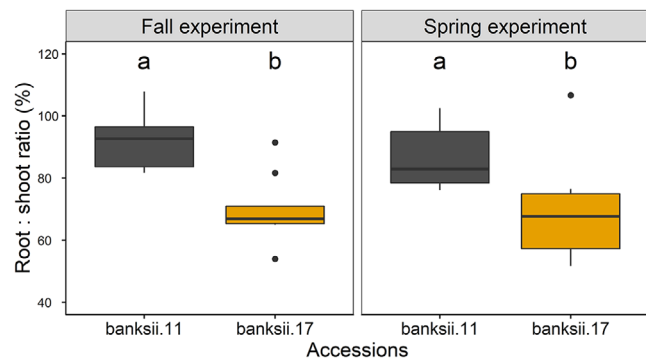 Fall experiment
Spring experiment
a
b
a
b
Root : shoot ratio (%)
120
100
80
60
40
banksii.11
banksii.17
banksii.11
banksii.17
Accessions